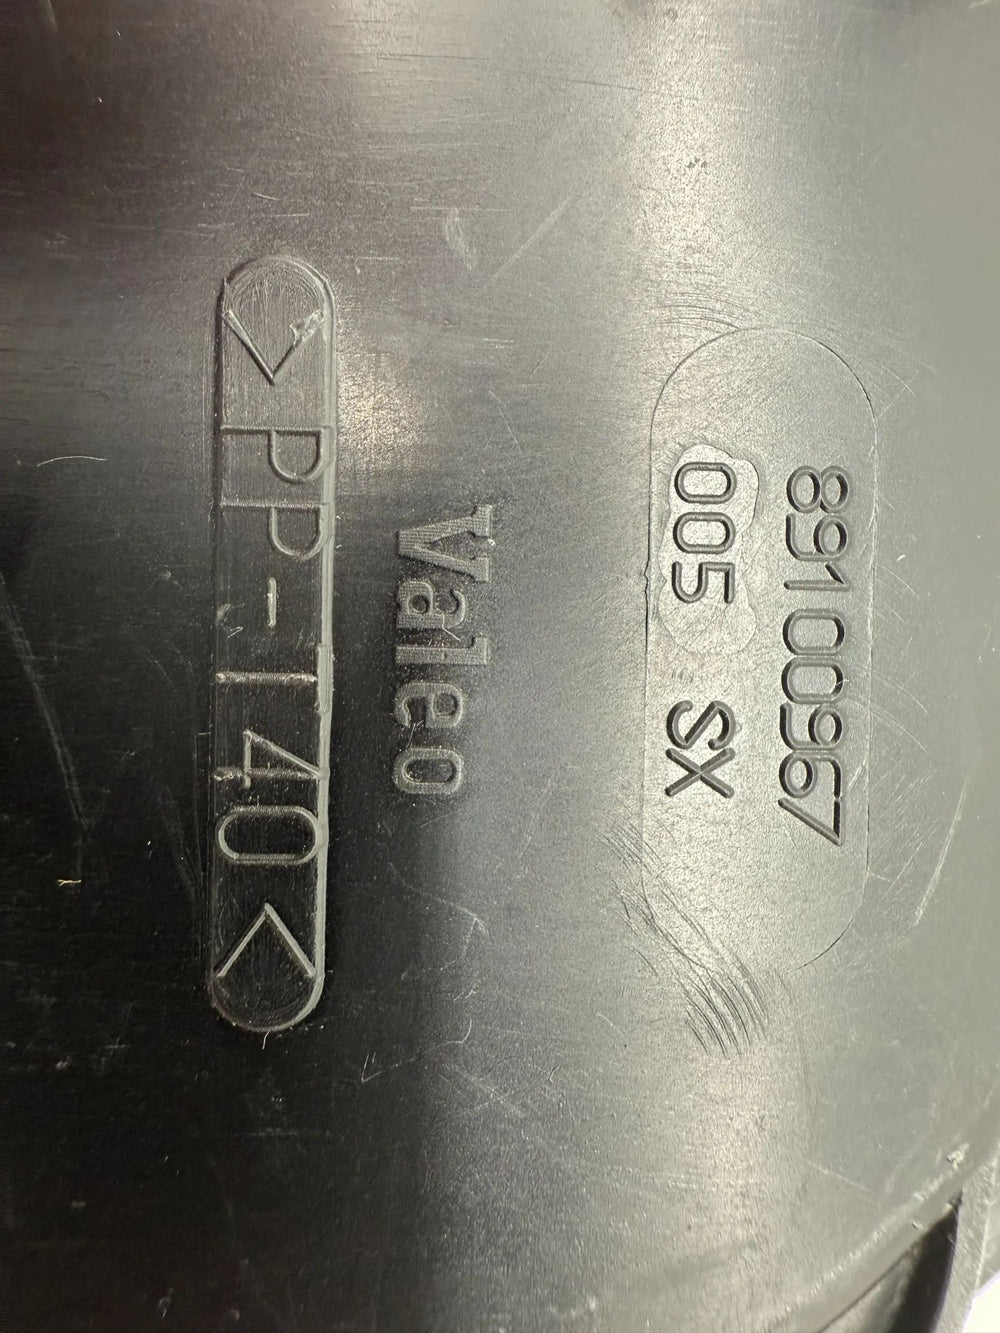 89100967
005 SX
Valeo
>PP-T40<